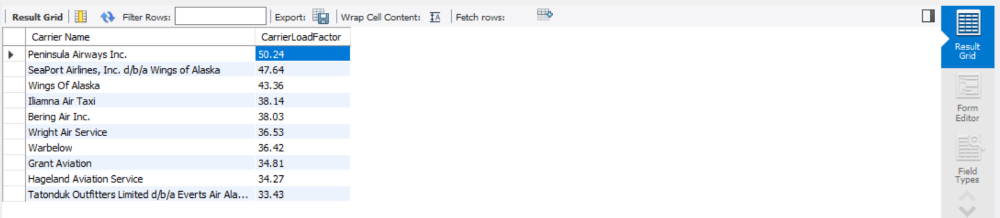 Result Grid Filter Rows: Export: Wrap Cell Content: Fetch rows:
Carrier Name CarrierLoadFactor
Peninsula Airways Inc. 50.24
SeaPort Airlines, Inc. d/b/a Wings of Alaska 47.64
Wings Of Alaska 43.36
Iliamna Air Taxi 38.14
Bering Air Inc. 38.03
Wright Air Service 36.53
Warbelow 36.42
Grant Aviation 34.81
Hageland Aviation Service 34.27
Tatonduk Outfitters Limited d/b/a Everts Air Ala... 33.43
Result
Grid
Form
Editor
Field
Types